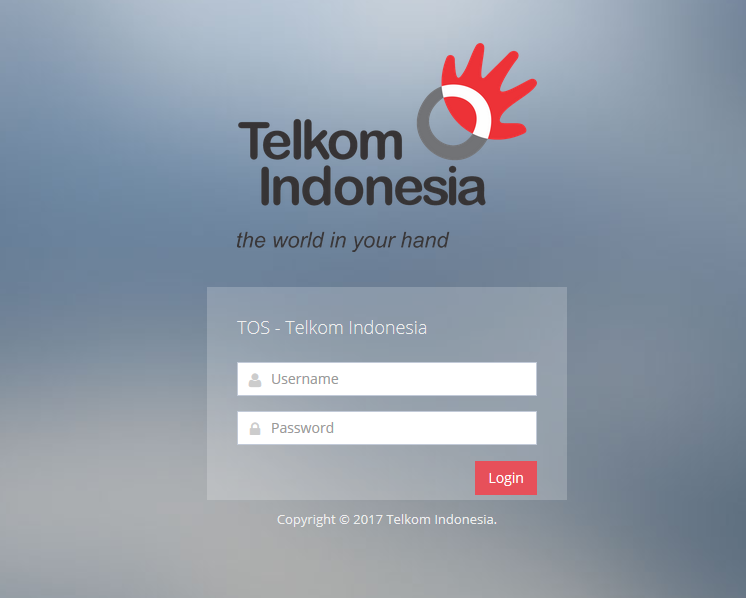 Telkom
Indonesia
the world in your hand
TOS - Telkom Indonesia
Username
Password
Login
Copyright © 2017 Telkom Indonesia.